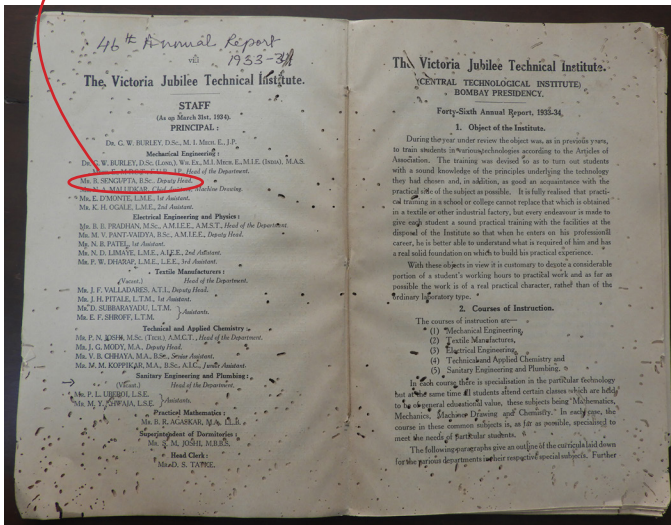 46th Annual Report
1933-34
The Victoria Jubilee Technical Institute.
STAFF
(As up March 31st, 1934).
PRINCIPAL :
DR. G. W. BURLEY, D.Sc., M. I. MECH. E., J.P.
Mechanical Engineering :
DR. G. W. BURLEY, D.Sc. (LOND.), WH. EX., M.I. MECH. E., M.I.E. (INDIA), M.A.S.
Head of the Department.
MR. B. SENGUPTA, B.Sc., Deputy Head.
Machine Drawing.
MR. E. D'MONTE, L.M.E., 1st Assistant.
MR. K. H. OGALE, L.M.E., 2nd Assistant.
Electrical Engineering and Physics :
MR. B. B. PRADHAN, M.Sc., A.M.I.E.E., A.M.S.T., Head of the Department.
MR. M. V. PANT-VAIDYA, B.Sc., A.M.I.E.E., Deputy Head.
MR. N. B. PATEL, 1st Assistant.
MR. N. D. LIMAYE, L.M.E., A.I.E.E., 2nd Assistant.
MR. P. W. DHARAP, L.M.E., I.E.E., 3rd Assistant.
Textile Manufacturers :
(Vacant.) Head of the Department.
MR. J. F. VALLADARES, A.T.I., Deputy Head.
MR. J. H. PITALE, L.T.M., 1st Assistant.
MR. D. SUBBARAYADU, L.T.M.
MR. E. F. SHROFF, L.T.M. } Assistants.
Technical and Applied Chemistry :
MR. P. N. JOSHI, M.Sc. (TECH.), A.M.C.T., Head of the Department.
MR. J. G. MODY, M.A., Deputy Head.
MR. V. B. CHHAYA, M.A., B.Sc., Senior Assistant.
MR. M. M. KOPPIKAR, M.A., B.Sc., A.I.C., Junior Assistant.
Sanitary Engineering and Plumbing :
(Vacant.) Head of the Department.
MR. P. L. UBEROI, L.S.E.
MR. M. Y. KHWAJA, L.S.E. } Assistants.
Practical Mathematics :
MR. B. R. AGASKAR, M.A., LL.B.
Superintendent of Dormitories :
MR. S. M. JOSHI, M.B.B.S.
Head Clerk :
MR. D. S. TAPKE.
The Victoria Jubilee Technical Institute.
(CENTRAL TECHNOLOGICAL INSTITUTE)
BOMBAY PRESIDENCY.
Forty-Sixth Annual Report, 1933-34.
1. Object of the Institute.
During the year under review the object was, as in previous years,
to train students in various technologies according to the Articles of
Association. The training was devised so as to turn out students
with a sound knowledge of the principles underlying the technology
they had chosen and, in addition, as good an acquaintance with the
practical side of the subject as possible. It is fully realised that practi-
cal training in a school or college cannot replace that which is obtained
in a textile or other industrial factory, but every endeavour is made to
give each student a sound practical training with the facilities at the
disposal of the Institute so that when he enters on his professional
career, he is better able to understand what is required of him and has
a real solid foundation on which to build his practical experience.
With these objects in view it is customary to devote a considerable
portion of a student's working hours to practical work and as far as
possible the work is of a real practical character, rather than of the
ordinary laboratory type.
2. Courses of Instruction.
The courses of instruction are—
(1) Mechanical Engineering,
(2) Textile Manufactures,
(3) Electrical Engineering,
(4) Technical and Applied Chemistry and
(5) Sanitary Engineering and Plumbing.
In each course there is specialisation in the particular technology
but at the same time all students attend certain classes which are held
to be of general educational value, these subjects being "Mathematics,
Mechanics, Machine Drawing and Chemistry." In each type, the
course in these common subjects is, as far as possible, specialised to
meet the needs of particular students.
The following paragraphs give an outline of the curricula laid down
for the various departments in their respective special subjects. Further